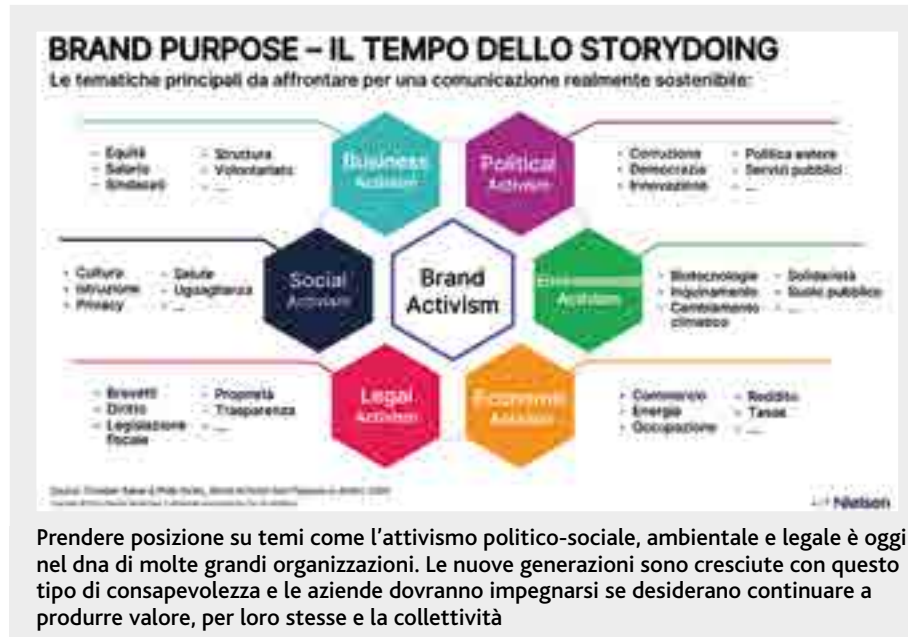 BRAND PURPOSE – IL TEMPO DELLO STORYDOING
Le tematiche principali da affrontare per una comunicazione realmente sostenibile:
Business
Activism
– Equità
– Salario
– Sindacati
– Struttura
– Volontariato
– ...
Political
Activism
• Corruzione
• Democrazia
• Innovazione
• Politica estera
• Servizi pubblici
• ...
Social
Activism
• Cultura
• Istruzione
• Privacy
• Salute
• Uguaglianza
• ...
Brand
Activism
Activism
• Biotecnologie
• Inquinamento
• Cambiamento
climatico
• Solidarietà
• Suolo pubblico
• ...
Legal
Activism
– Brevetti
– Diritto
– Legislazione
fiscale
– Proprietà
– Trasparenza
– ...
Economic
Activism
• Commercio
• Energia
• Occupazione
• Reddito
• Tasse
• ...
Nielsen
Prendere posizione su temi come l'attivismo politico-sociale, ambientale e legale è oggi
nel dna di molte grandi organizzazioni. Le nuove generazioni sono cresciute con questo
tipo di consapevolezza e le aziende dovranno impegnarsi se desiderano continuare a
produrre valore, per loro stesse e la collettività